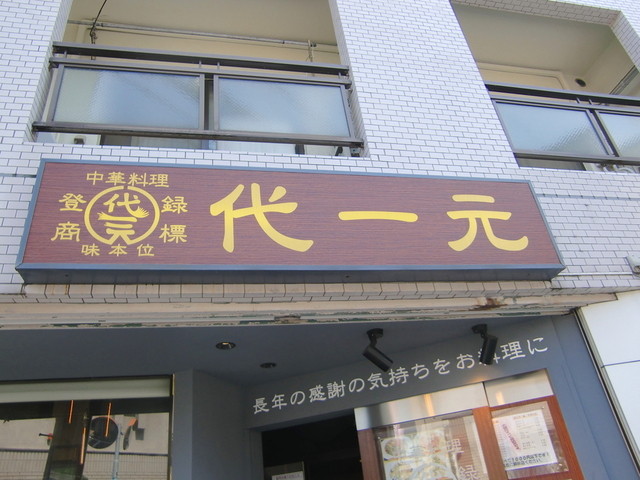 中華料理
登録
商標
味本位
代一元
代一元
長年の感謝の気持ちをお料理に